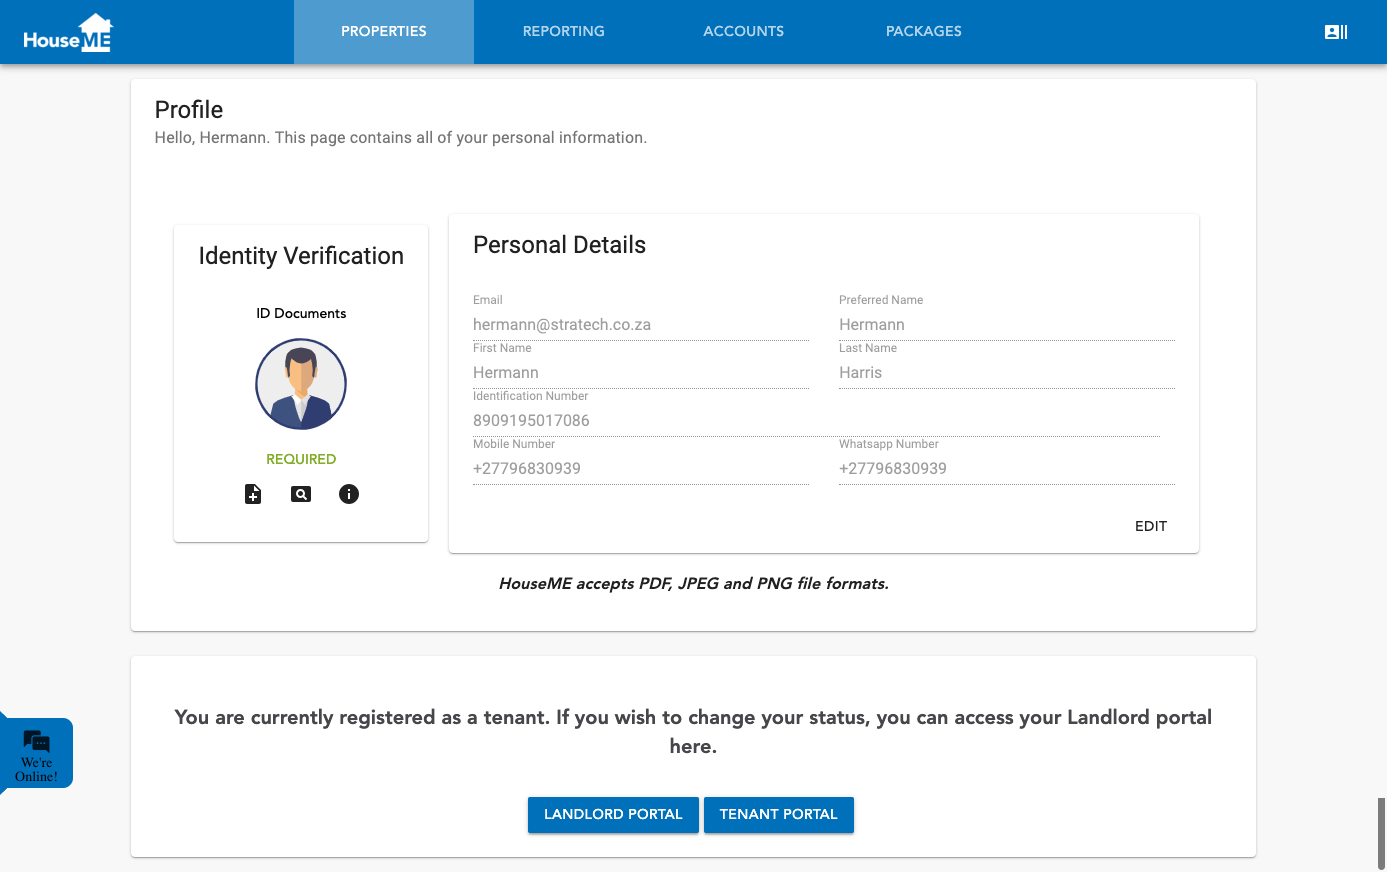 HouseME
PROPERTIES
REPORTING
ACCOUNTS
PACKAGES
Profile
Hello, Hermann. This page contains all of your personal information.
Identity Verification
ID Documents
REQUIRED
Personal Details
Email
Preferred Name
hermann@stratech.co.za
Hermann
First Name
Last Name
Hermann
Harris
Identification Number
8909195017086
Mobile Number
Whatsapp Number
+27796830939
+27796830939
EDIT
HouseME accepts PDF, JPEG and PNG file formats.
You are currently registered as a tenant. If you wish to change your status, you can access your Landlord portal
here.
We're
Online!
LANDLORD PORTAL
TENANT PORTAL